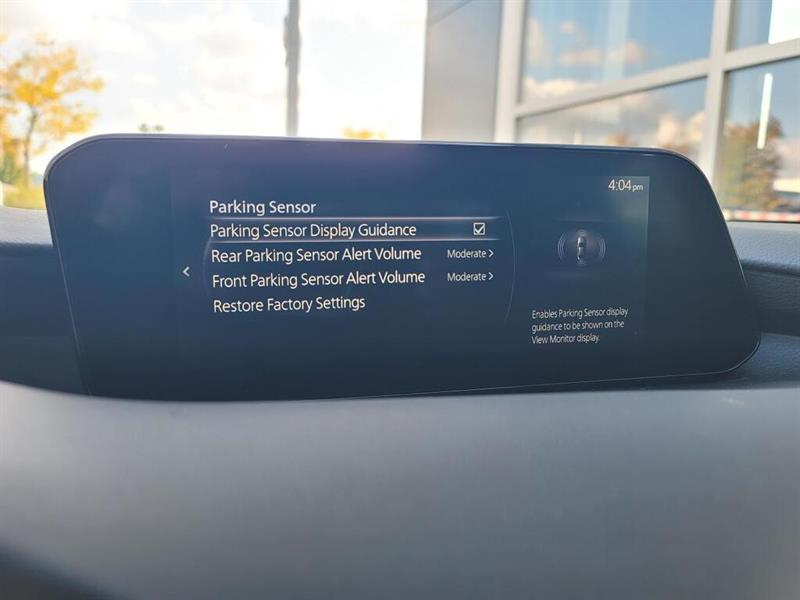 4:04pm
Parking Sensor
Parking Sensor Display Guidance
Rear Parking Sensor Alert Volume Moderate
Front Parking Sensor Alert Volume Moderate
Restore Factory Settings
Enables Parking Sensor display
guidance to be shown on the
View Monitor display.